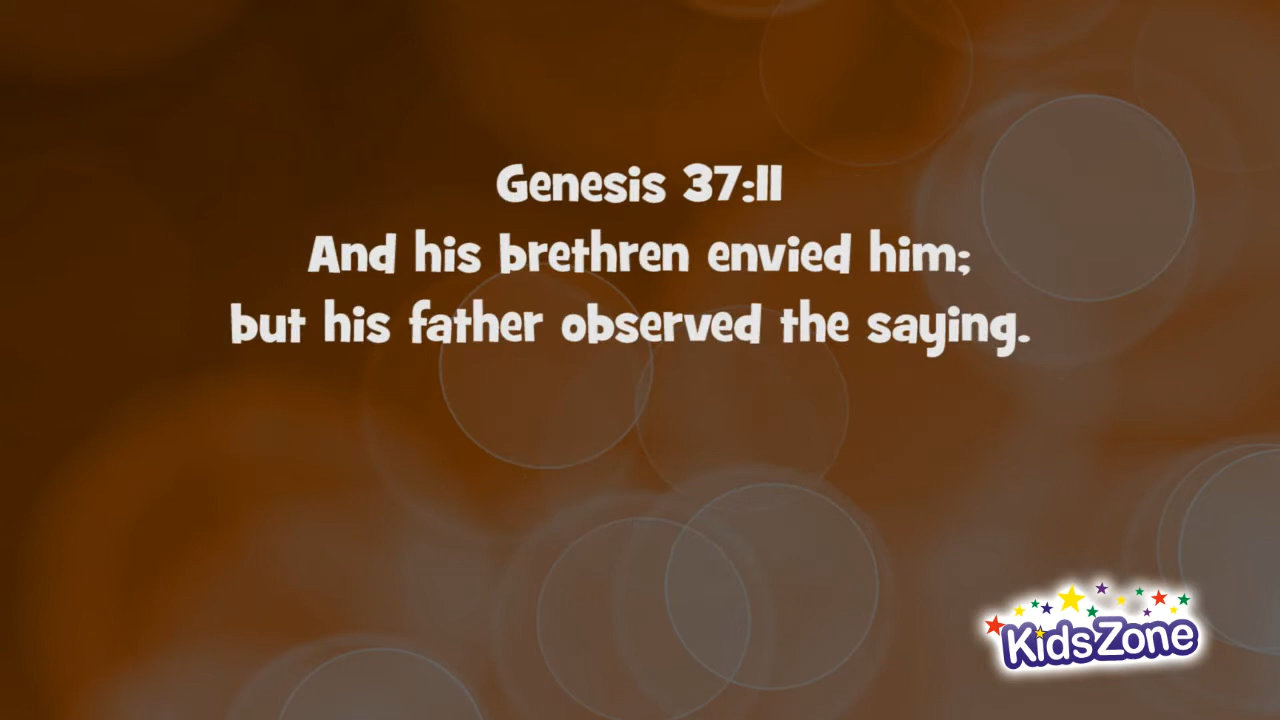 Genesis 37:11
And his brethren envied him;
but his father observed the saying.
KidsZone